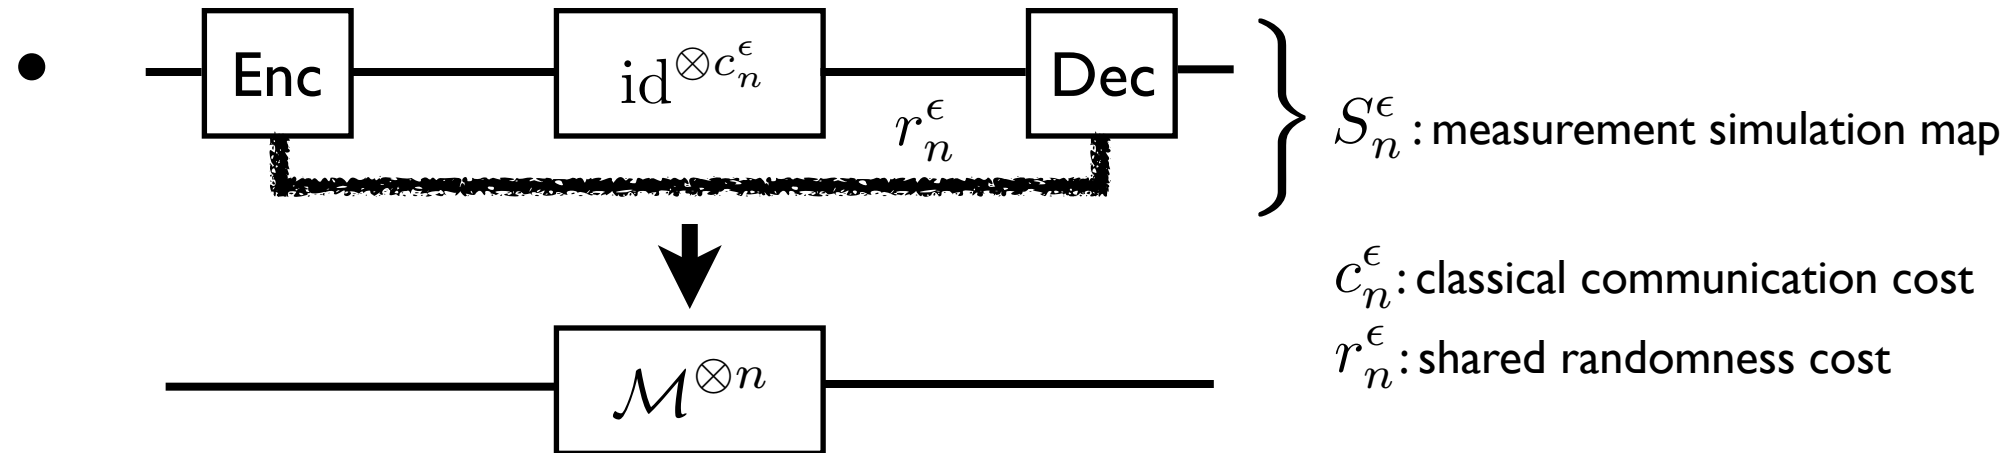 • Enc id^{⊗c_n^ϵ} Dec
r_n^ϵ
S_n^ϵ : measurement simulation map
c_n^ϵ : classical communication cost
r_n^ϵ : shared randomness cost
ℳ^{⊗n}